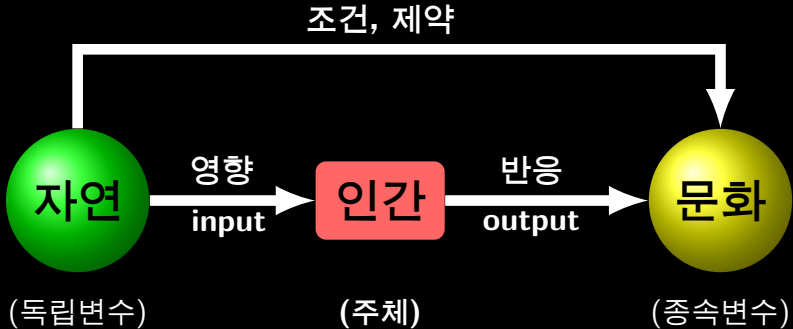 조건, 제약
영향
반응
자연
인간
문화
input
output
(독립변수)
(주체)
(종속변수)